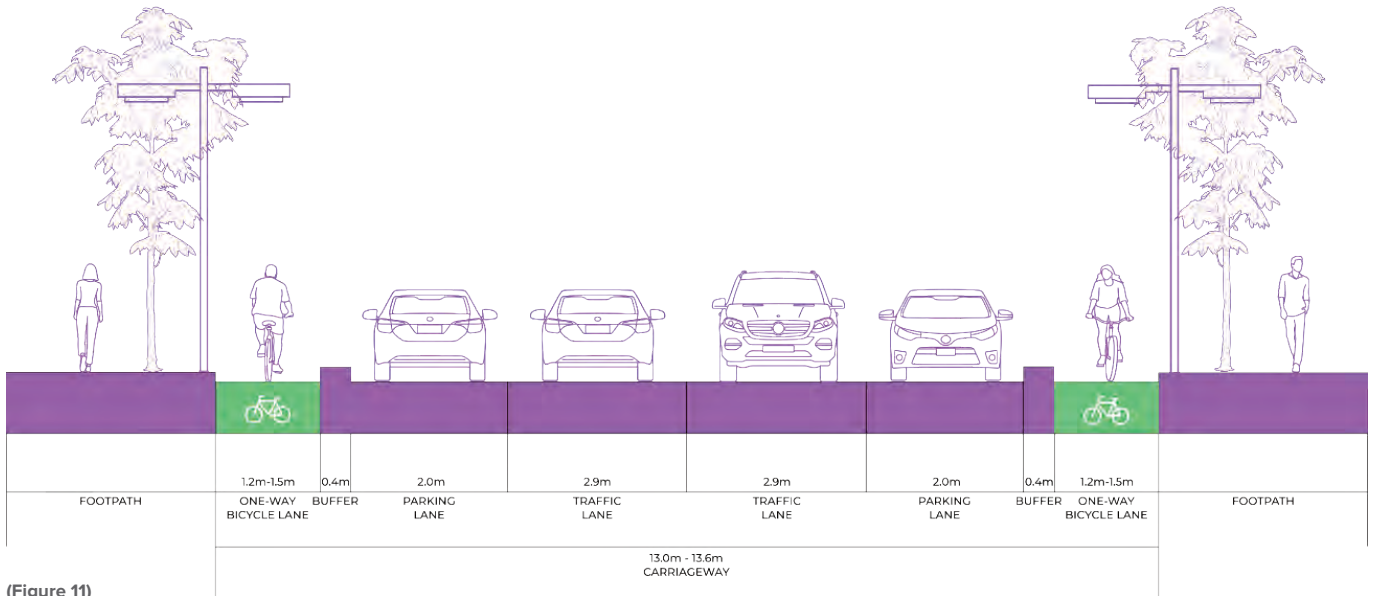 1.2m-1.5m 0.4m 2.0m 2.9m 2.9m 2.0m 0.4m 1.2m-1.5m
FOOTPATH ONE-WAY BUFFER PARKING TRAFFIC TRAFFIC PARKING BUFFER ONE-WAY FOOTPATH
BICYCLE LANE LANE LANE LANE LANE BICYCLE LANE
13.0m - 13.6m
CARRIAGEWAY
(Figure 11)